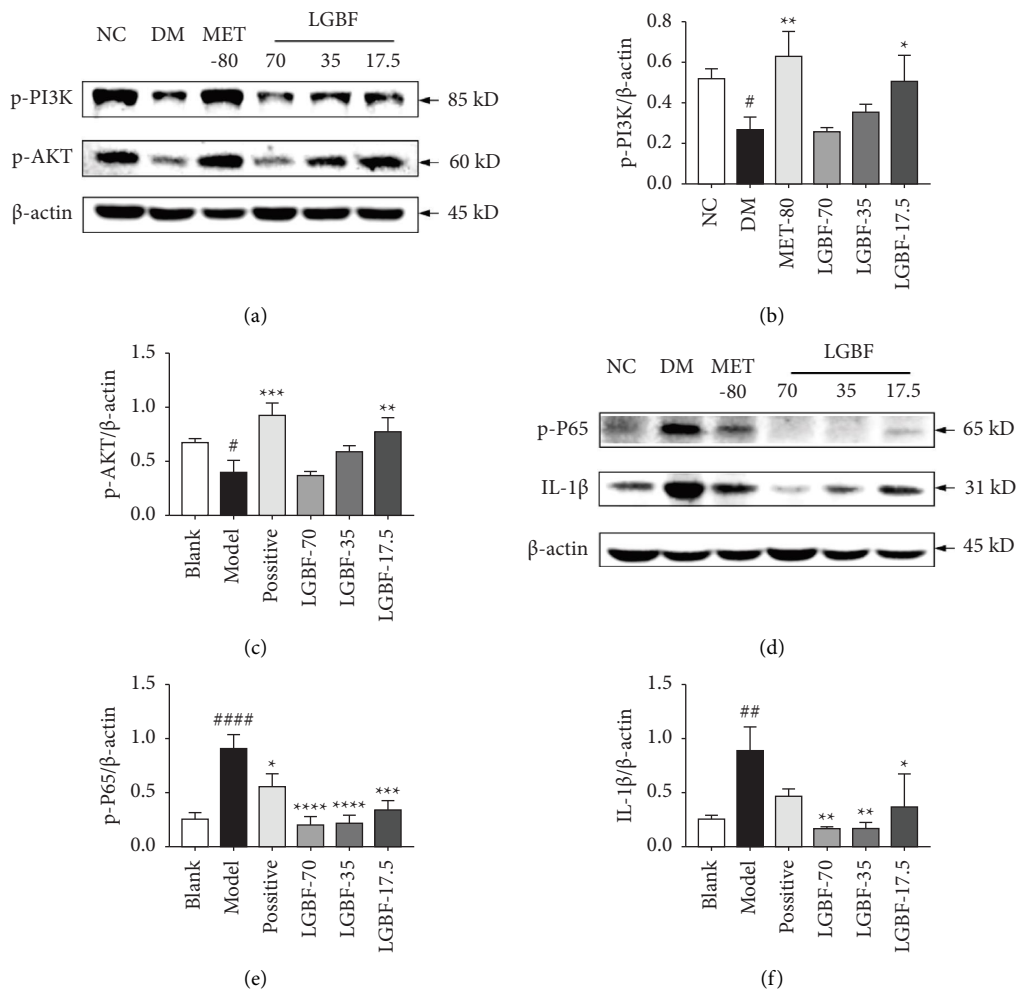 LGBF
NC DM MET 70 35 17.5
-80
p-PI3K 85 kD
p-AKT 60 kD
β-actin 45 kD
(a)
p-PI3K/β-actin
0.8
0.6
0.4
0.2
0.0
#
**
*
NC
DM
MET-80
LGBF-70
LGBF-35
LGBF-17.5
(b)
p-AKT/β-actin
1.5
1.0
0.5
0.0
#
***
**
Blank
Model
Possitive
LGBF-70
LGBF-35
LGBF-17.5
(c)
LGBF
NC DM MET 70 35 17.5
-80
p-P65 65 kD
IL-1β 31 kD
β-actin 45 kD
(d)
p-P65/β-actin
1.5
1.0
0.5
0.0
####
*
****
****
***
Blank
Model
Possitive
LGBF-70
LGBF-35
LGBF-17.5
(e)
IL-1β/β-actin
1.5
1.0
0.5
0.0
##
**
**
*
Blank
Model
Possitive
LGBF-70
LGBF-35
LGBF-17.5
(f)